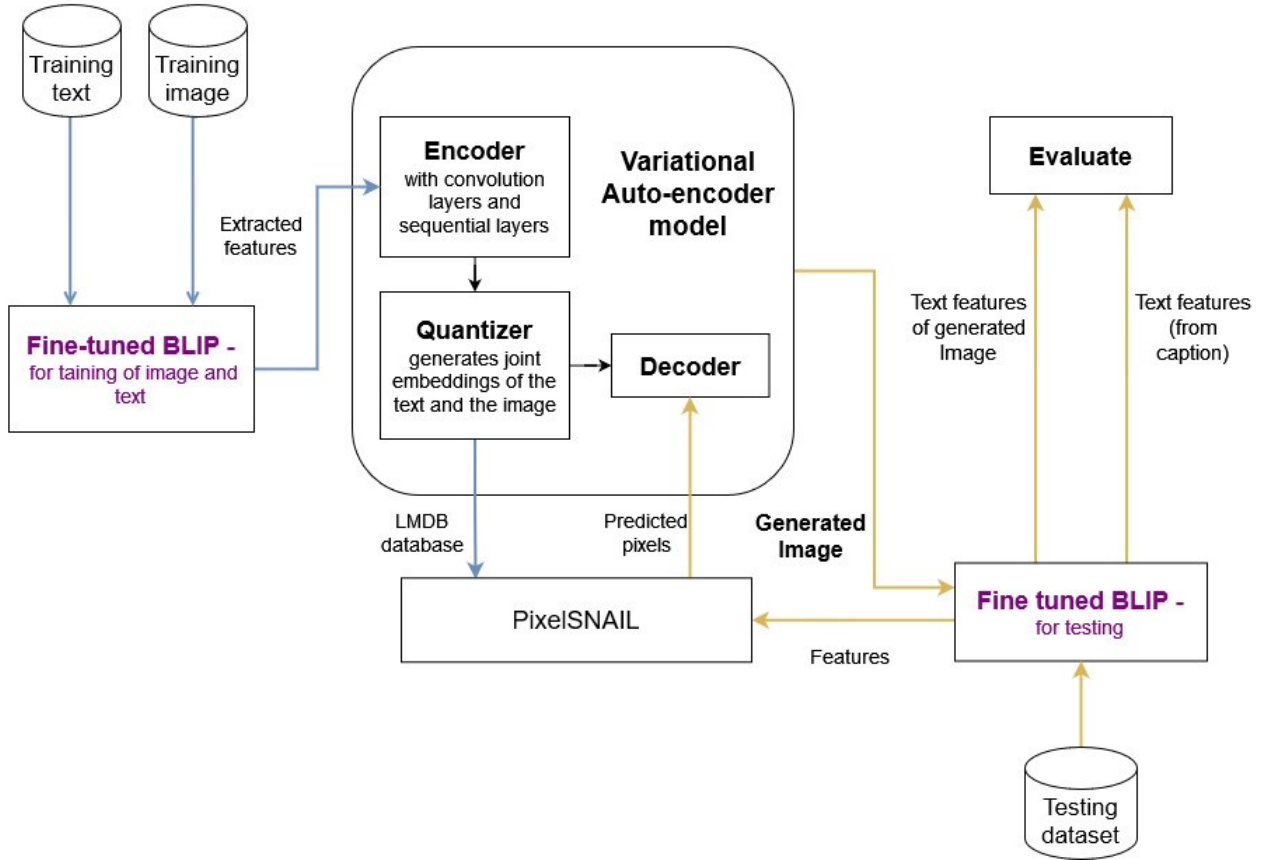 Training
text
Training
image
Encoder
with convolution
layers and
sequential layers
Variational
Auto-encoder
model
Evaluate
Extracted
features
Fine-tuned BLIP -
for taining of image and
text
Quantizer
generates joint
embeddings of the
text and the image
Decoder
Text features
of generated
Image
Text features
(from
caption)
LMDB
database
Predicted
pixels
Generated
Image
PixelSNAIL
Features
Fine tuned BLIP -
for testing
Testing
dataset